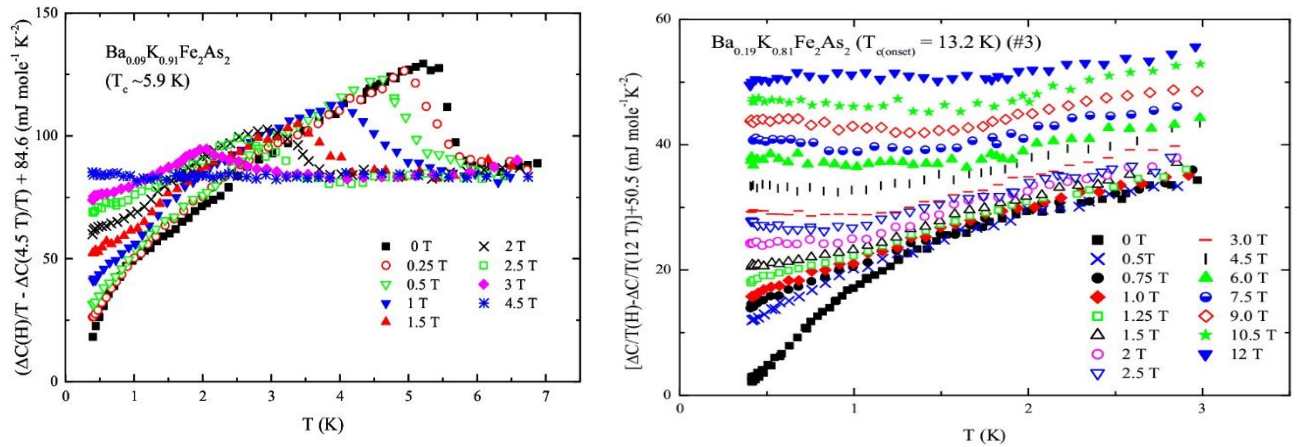 (ΔC(H)/T - ΔC(4.5 T)/T) + 84.6 (mJ mole⁻¹ K⁻²)
150
100
50
0
Ba₀.₀₉K₀.₉₁Fe₂As₂
(T_c ~5.9 K)
0 T
0.25 T
0.5 T
1 T
1.5 T
2 T
2.5 T
3 T
4.5 T
0 1 2 3 4 5 6 7
T (K)
[ΔC/T(H)-ΔC/T(12 T)]+50.5 (mJ mole⁻¹K⁻²)
60
40
20
0
Ba₀.₁₉K₀.₈₁Fe₂As₂ (T_c(onset) = 13.2 K) (#3)
0 T
0.5T
0.75 T
1.0 T
1.25 T
1.5 T
2 T
2.5 T
3.0 T
4.5 T
6.0 T
7.5 T
9.0 T
10.5 T
12 T
0 1 2 3
T (K)